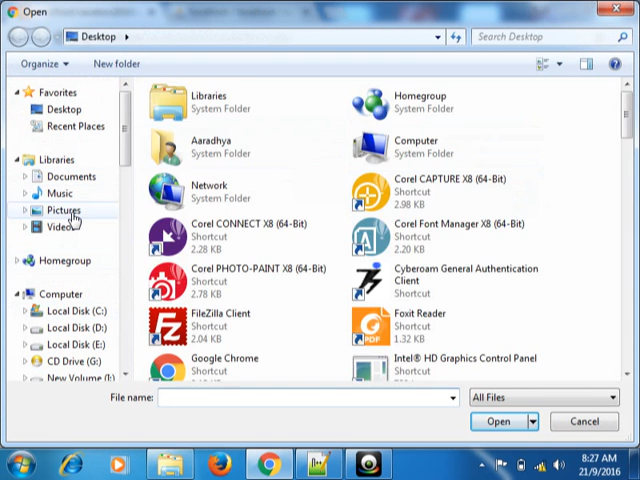 Open
Desktop
Search Desktop
Organize
New folder
Favorites
Desktop
Recent Places
Libraries
Documents
Music
Pictures
Videos
Homegroup
Computer
Local Disk (C:)
Local Disk (D:)
Local Disk (E:)
CD Drive (G:)
New Volume (I:)
Libraries
System Folder
Homegroup
System Folder
Aaradhya
System Folder
Computer
System Folder
Network
System Folder
Corel CAPTURE X8 (64-Bit)
Shortcut
2.98 KB
Corel CONNECT X8 (64-Bit)
Shortcut
2.28 KB
Corel Font Manager X8 (64-Bit)
Shortcut
2.20 KB
Corel PHOTO-PAINT X8 (64-Bit)
Shortcut
2.78 KB
Cyberoam General Authentication
Client
Shortcut
FileZilla Client
Shortcut
2.04 KB
Foxit Reader
Shortcut
1.32 KB
Google Chrome
Shortcut
Intel® HD Graphics Control Panel
Shortcut
File name:
All Files
Open
Cancel
8:27 AM
21/9/2016